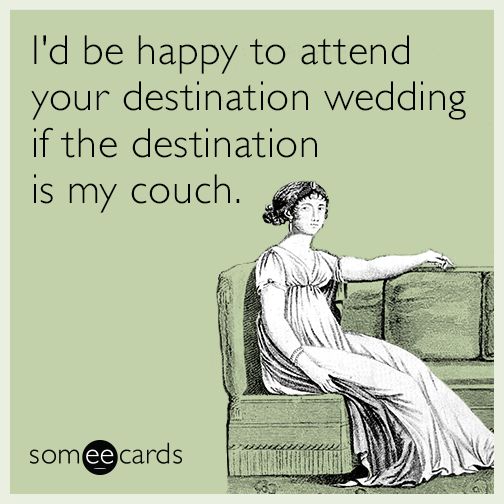 I'd be happy to attend
your destination wedding
if the destination
is my couch.
someecards